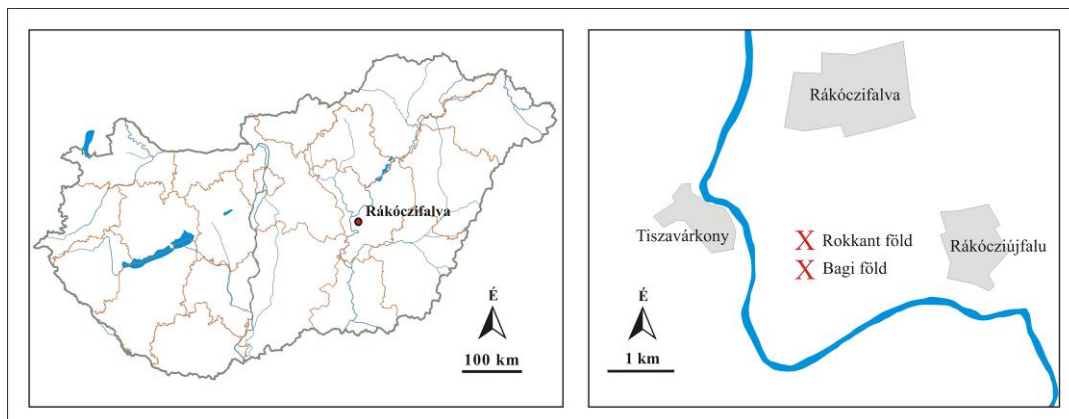 Rákóczifalva
É
100 km
Rákóczifalva
Tiszavárkony
X Rokkant föld
Rákócziújfalu
X Bagi föld
É
1 km